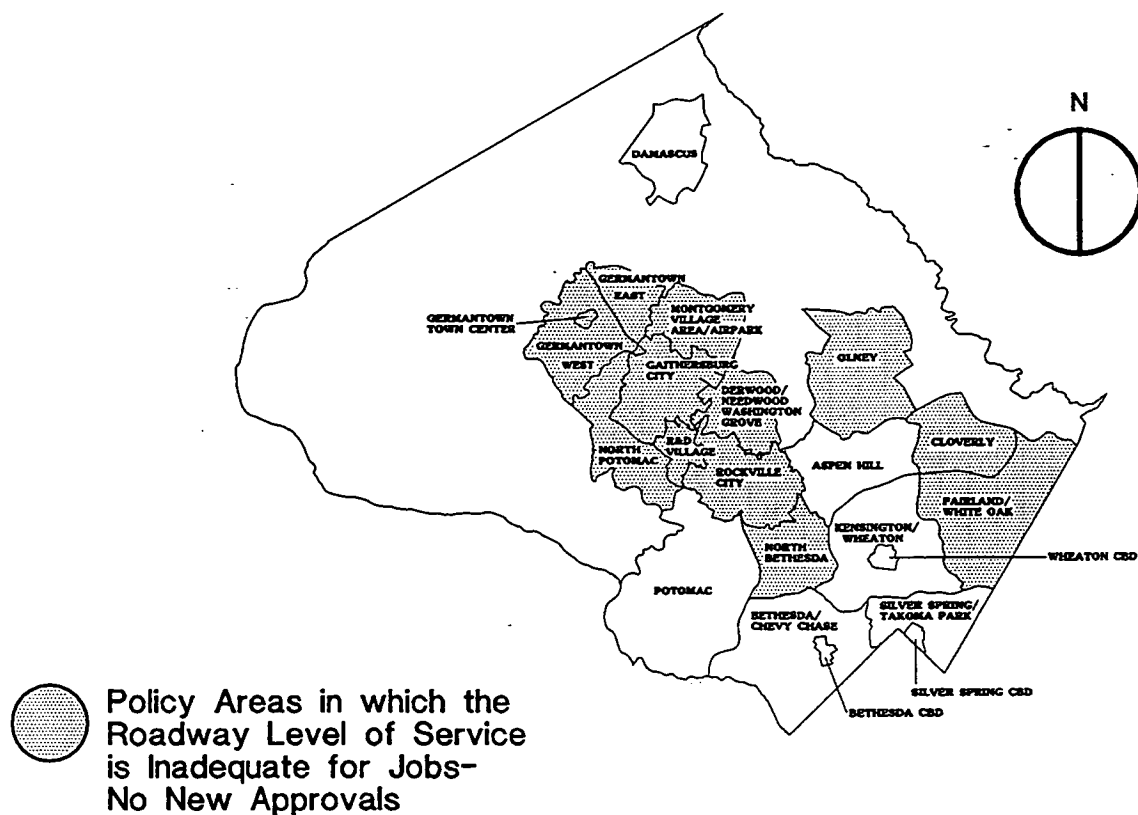 N
DAMASCUS
GERMANTOWN
EAST
GERMANTOWN
TOWN CENTER
MONTGOMERY
VILLAGE
AREA/AIRPARK
GERMANTOWN
WEST
GAITHERSBURG
CITY
OLNEY
DERWOOD/
NEEDWOOD
WASHINGTON
GROVE
NORTH
POTOMAC
R&D
VILLAGE
ROCKVILLE
CITY
ASPEN HILL
CLOVERLY
FAIRLAND/
WHITE OAK
KENSINGTON/
WHEATON
NORTH
BETHESDA
WHEATON CBD
POTOMAC
BETHESDA/
CHEVY CHASE
SILVER SPRING/
TAKOMA PARK
SILVER SPRING CBD
BETHESDA CBD
Policy Areas in which the
Roadway Level of Service
is Inadequate for Jobs-
No New Approvals